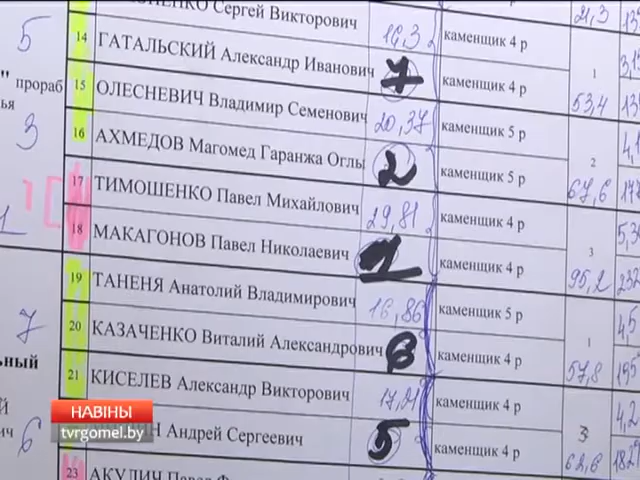 Сергей Викторович
21,3
5
14 ГАТАЛЬСКИЙ Александр Иванович 16,3 каменщик 4 р
7 каменщик 4 р 1
" прораб 15 ОЛЕСНЕВИЧ Владимир Семенович 53,4
3 20,37 каменщик 5 р
16 АХМЕДОВ Магомед Гаранжа Оглы 2
2 каменщик 5 р 67,6
17 ТИМОШЕНКО Павел Михайлович 29,81 каменщик 4 р
1 18 МАКАГОНОВ Павел Николаевич 1 каменщик 4 р 3
95,2
19 ТАНЕНЯ Анатолий Владимирович 16,86 каменщик 5 р
7 20 КАЗАЧЕНКО Виталий Александрович 6 каменщик 4 р 1
57,8
21 КИСЕЛЕВ Александр Викторович 17,21 каменщик 4 р 4,2
НАВІНЫ
tvrgomel.by
6 Андрей Сергеевич 5 каменщик 4 р 3
62,6
23 АКУЛИЧ Павел